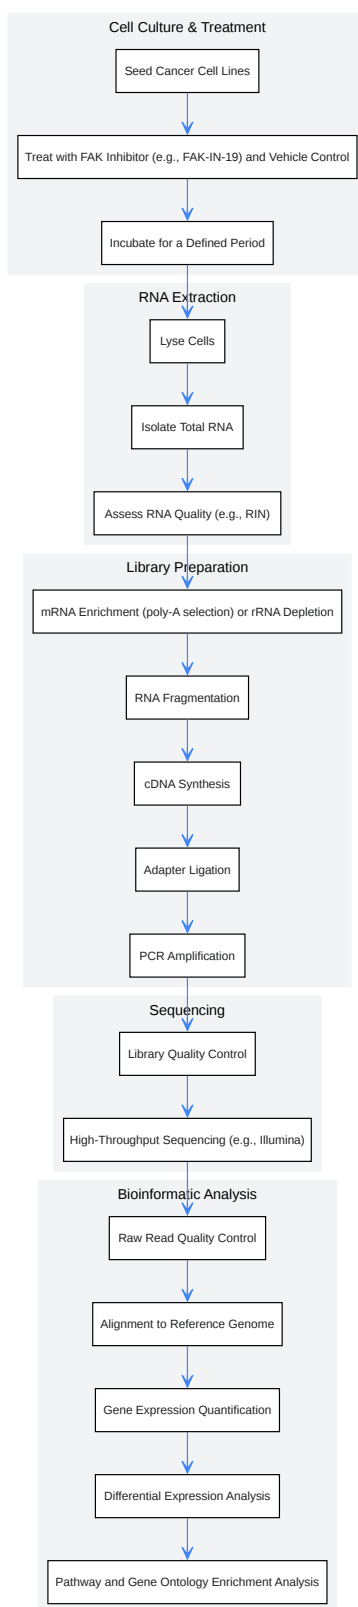 Cell Culture & Treatment
Seed Cancer Cell Lines
Treat with FAK Inhibitor (e.g., FAK-IN-19) and Vehicle Control
Incubate for a Defined Period
RNA Extraction
Lyse Cells
Isolate Total RNA
Assess RNA Quality (e.g., RIN)
Library Preparation
mRNA Enrichment (poly-A selection) or rRNA Depletion
RNA Fragmentation
cDNA Synthesis
Adapter Ligation
PCR Amplification
Sequencing
Library Quality Control
High-Throughput Sequencing (e.g., Illumina)
Bioinformatic Analysis
Raw Read Quality Control
Alignment to Reference Genome
Gene Expression Quantification
Differential Expression Analysis
Pathway and Gene Ontology Enrichment Analysis